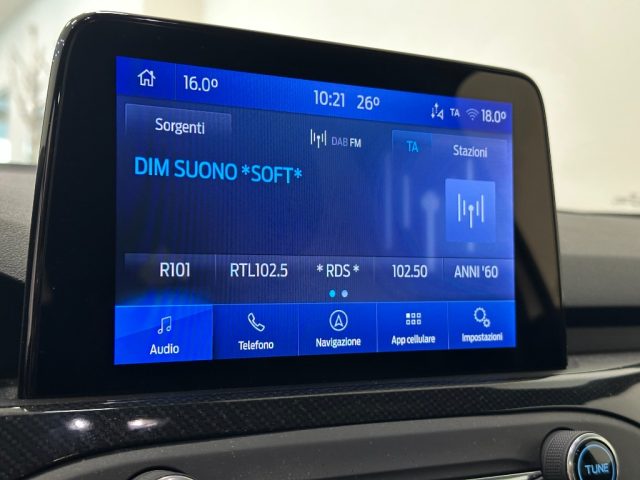 16.0° 10:21 26° TA 18.0°
Sorgenti DAB FM TA Stazioni
DIM SUONO *SOFT*
R101 RTL102.5 * RDS * 102.50 ANNI '60
Audio Telefono Navigazione App cellulare Impostazioni
TUNE